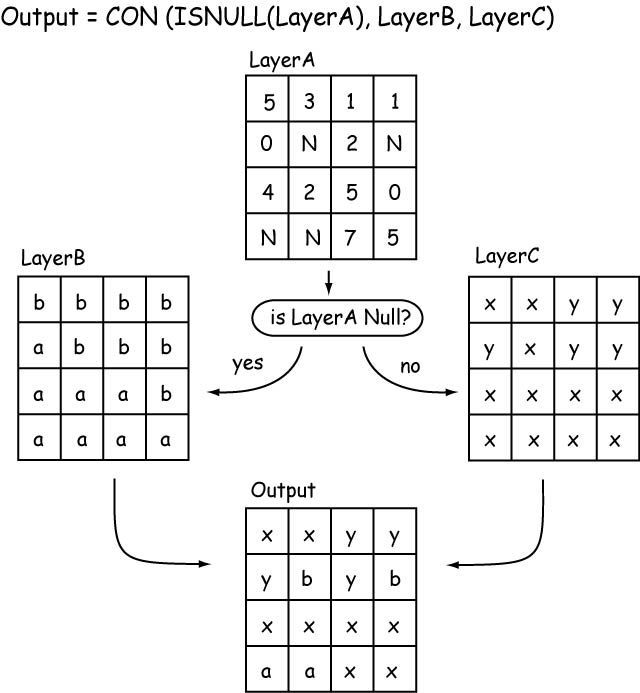 Output = CON (ISNULL(LayerA), LayerB, LayerC)
LayerA
5 3 1 1
0 N 2 N
4 2 5 0
N N 7 5
LayerB
b b b b
a b b b
a a a b
a a a a
is LayerA Null?
yes
no
LayerC
x x y y
y x y y
x x x x
x x x x
Output
x x y y
y b y b
x x x x
a a x x